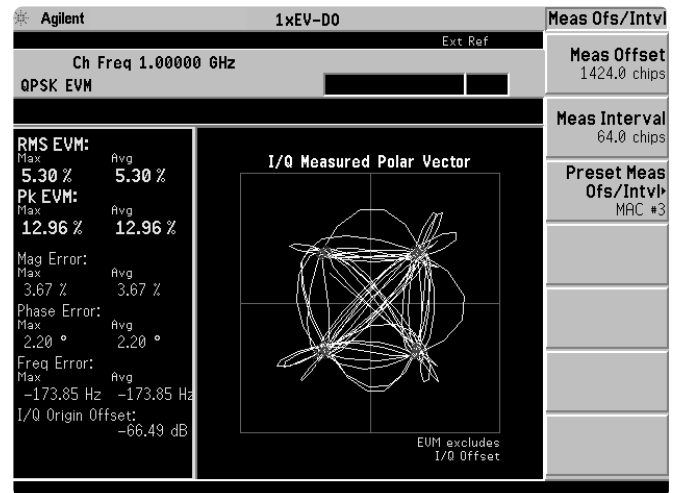 Agilent
1xEV-DO
Meas Ofs/Intvl
Ext Ref
Ch Freq 1.00000 GHz
QPSK EVM
Meas Offset
1424.0 chips
Meas Interval
64.0 chips
Preset Meas
Ofs/Intvl
MAC #3
RMS EVM:
Max Avg
5.30 % 5.30 %
Pk EVM:
Max Avg
12.96 % 12.96 %
Mag Error:
Max Avg
3.67 % 3.67 %
Phase Error:
Max Avg
2.20 ° 2.20 °
Freq Error:
Max Avg
-173.85 Hz -173.85 Hz
I/Q Origin Offset:
-66.49 dB
I/Q Measured Polar Vector
EVM excludes
I/Q Offset